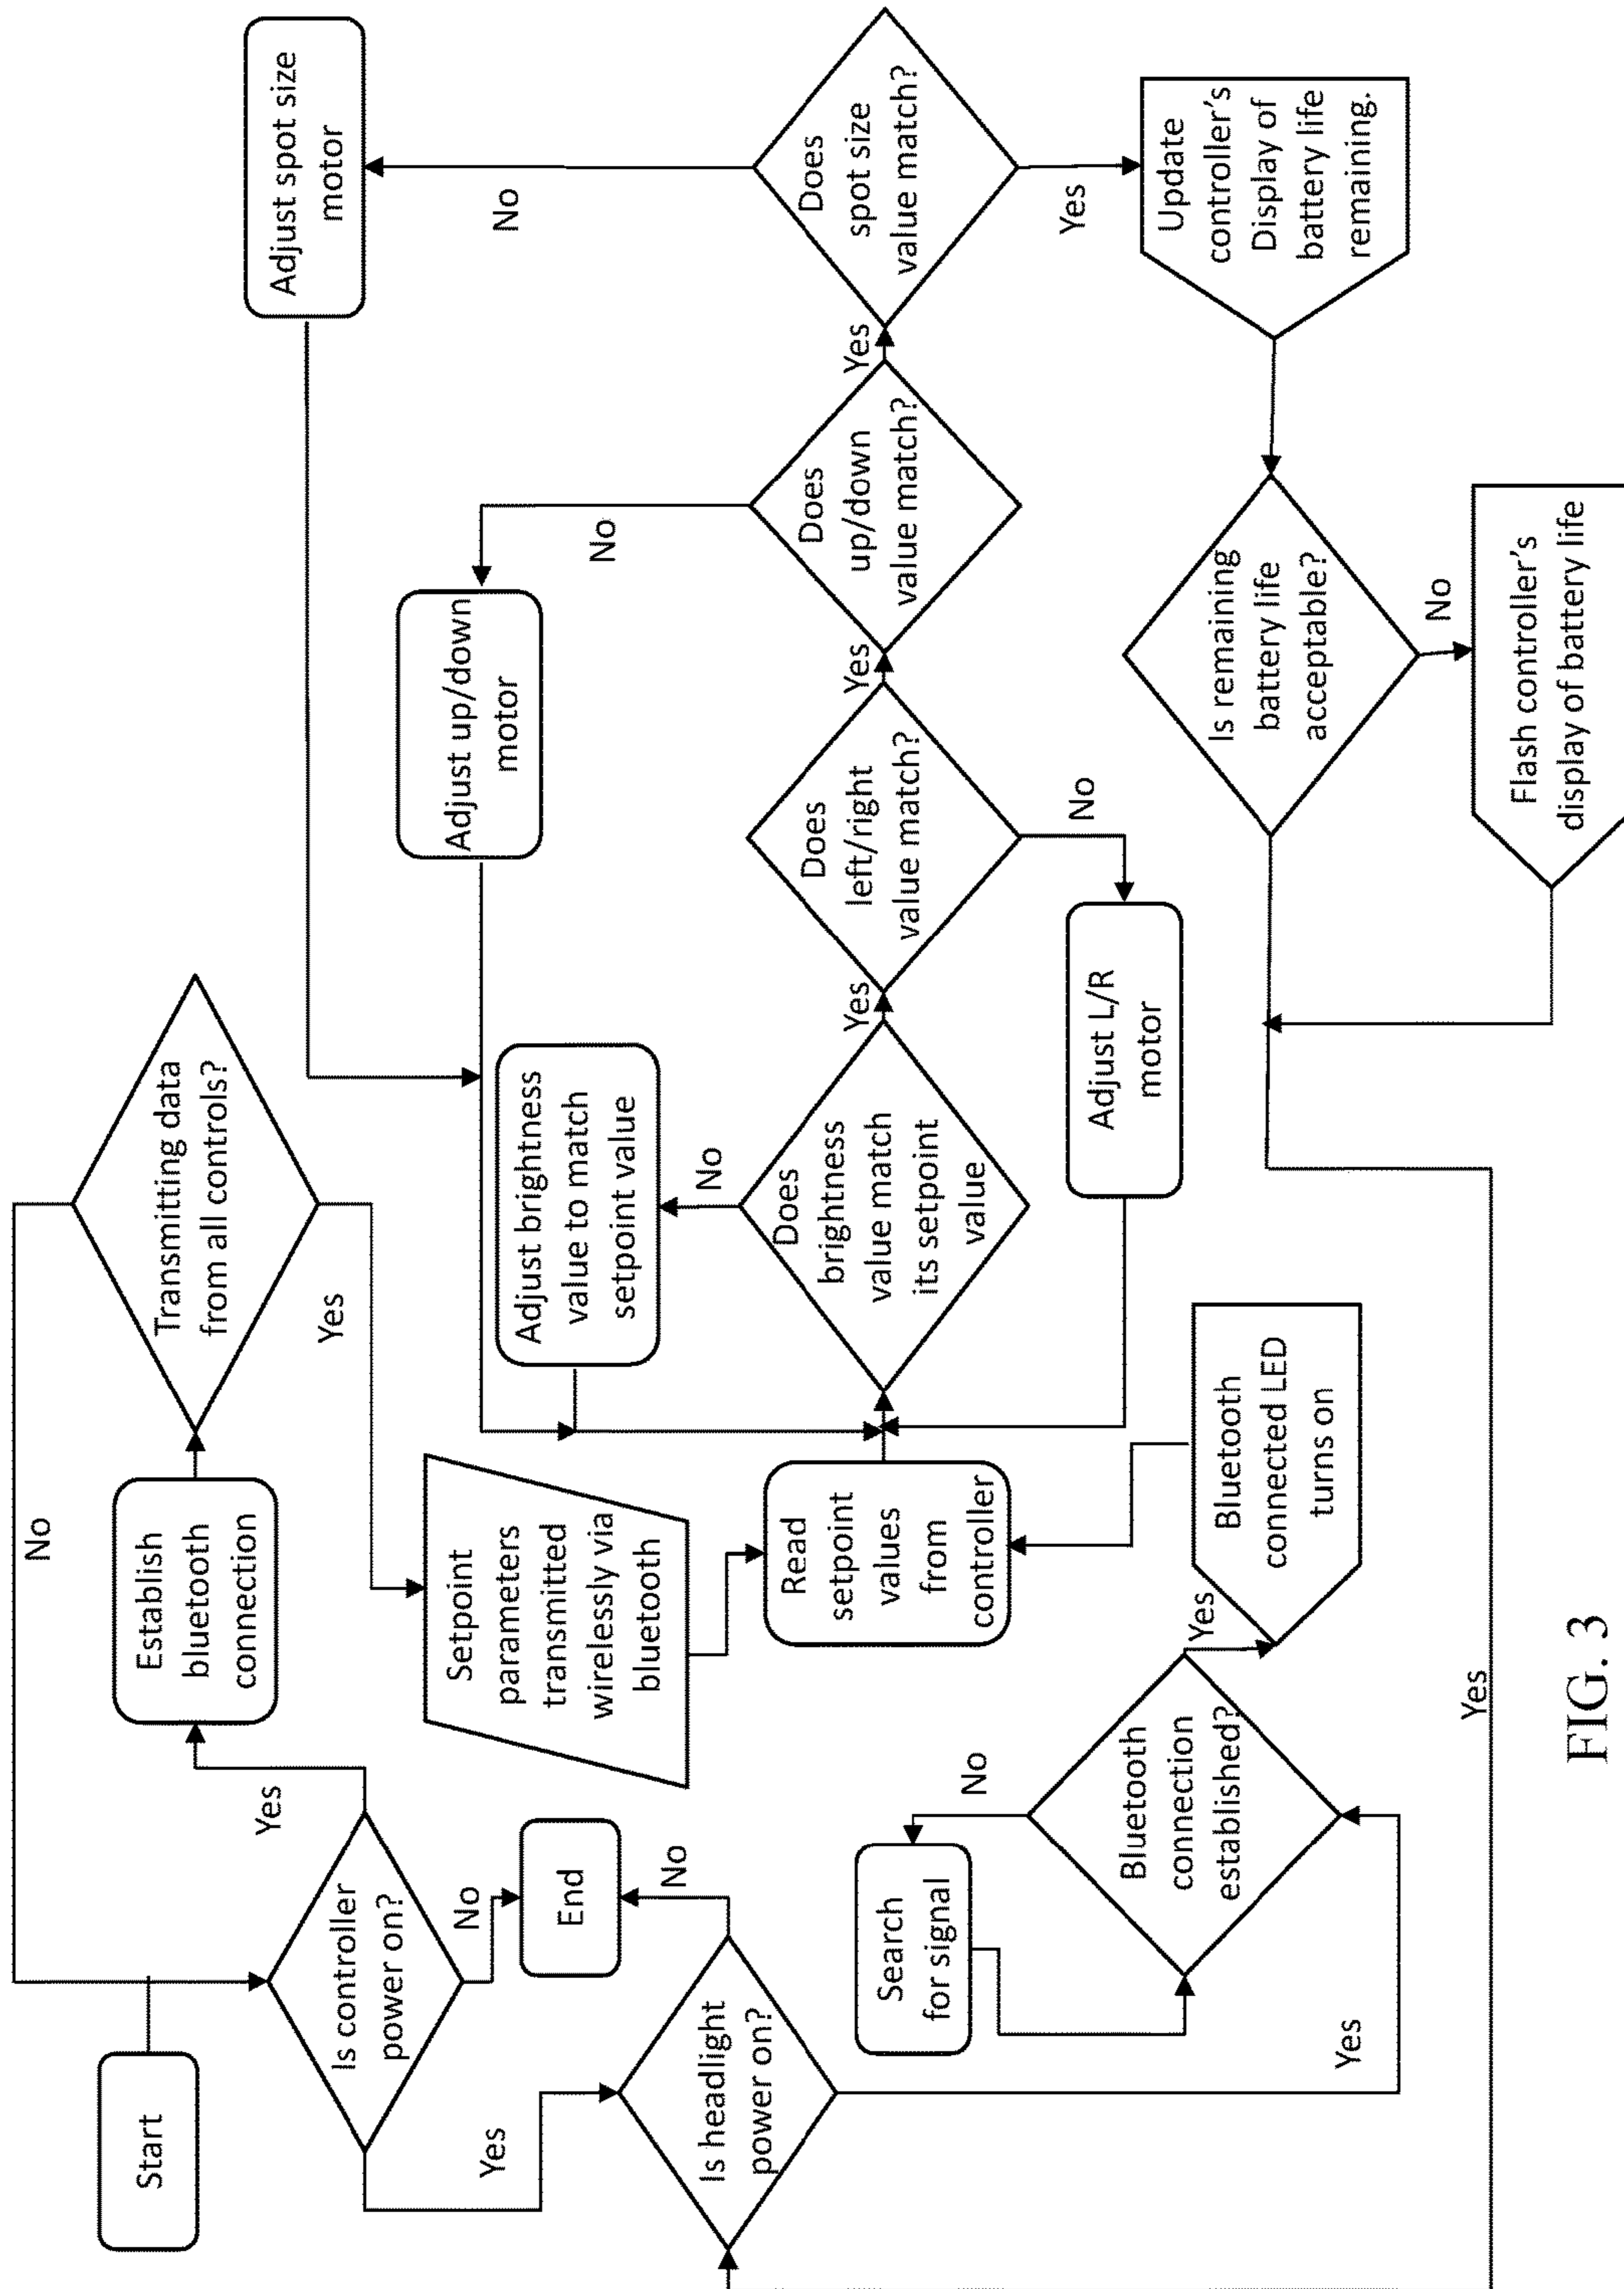 Start
No
Is controller
power on?
Yes
Establish
bluetooth
connection
Transmitting data
from all controls?
Yes
Adjust spot size
motor
No
End
Yes
Setpoint
parameters
transmitted
wirelessly via
bluetooth
Adjust brightness
value to match
setpoint value
Adjust up/down
motor
No
No
No
Is headlight
power on?
No
Read
setpoint
values
from
controller
Does
brightness
value match
its setpoint
value
Yes
Does
left/right
value match?
Yes
Does
up/down
value match?
Yes
Does
spot size
value match?
Search
for signal
No
Bluetooth
connection
established?
Yes
Bluetooth
connected LED
turns on
Adjust L/R
motor
No
Yes
Update
controller's
Display of
battery life
remaining.
Yes
Is remaining
battery life
acceptable?
No
Flash controller's
display of battery life
Yes
FIG. 3